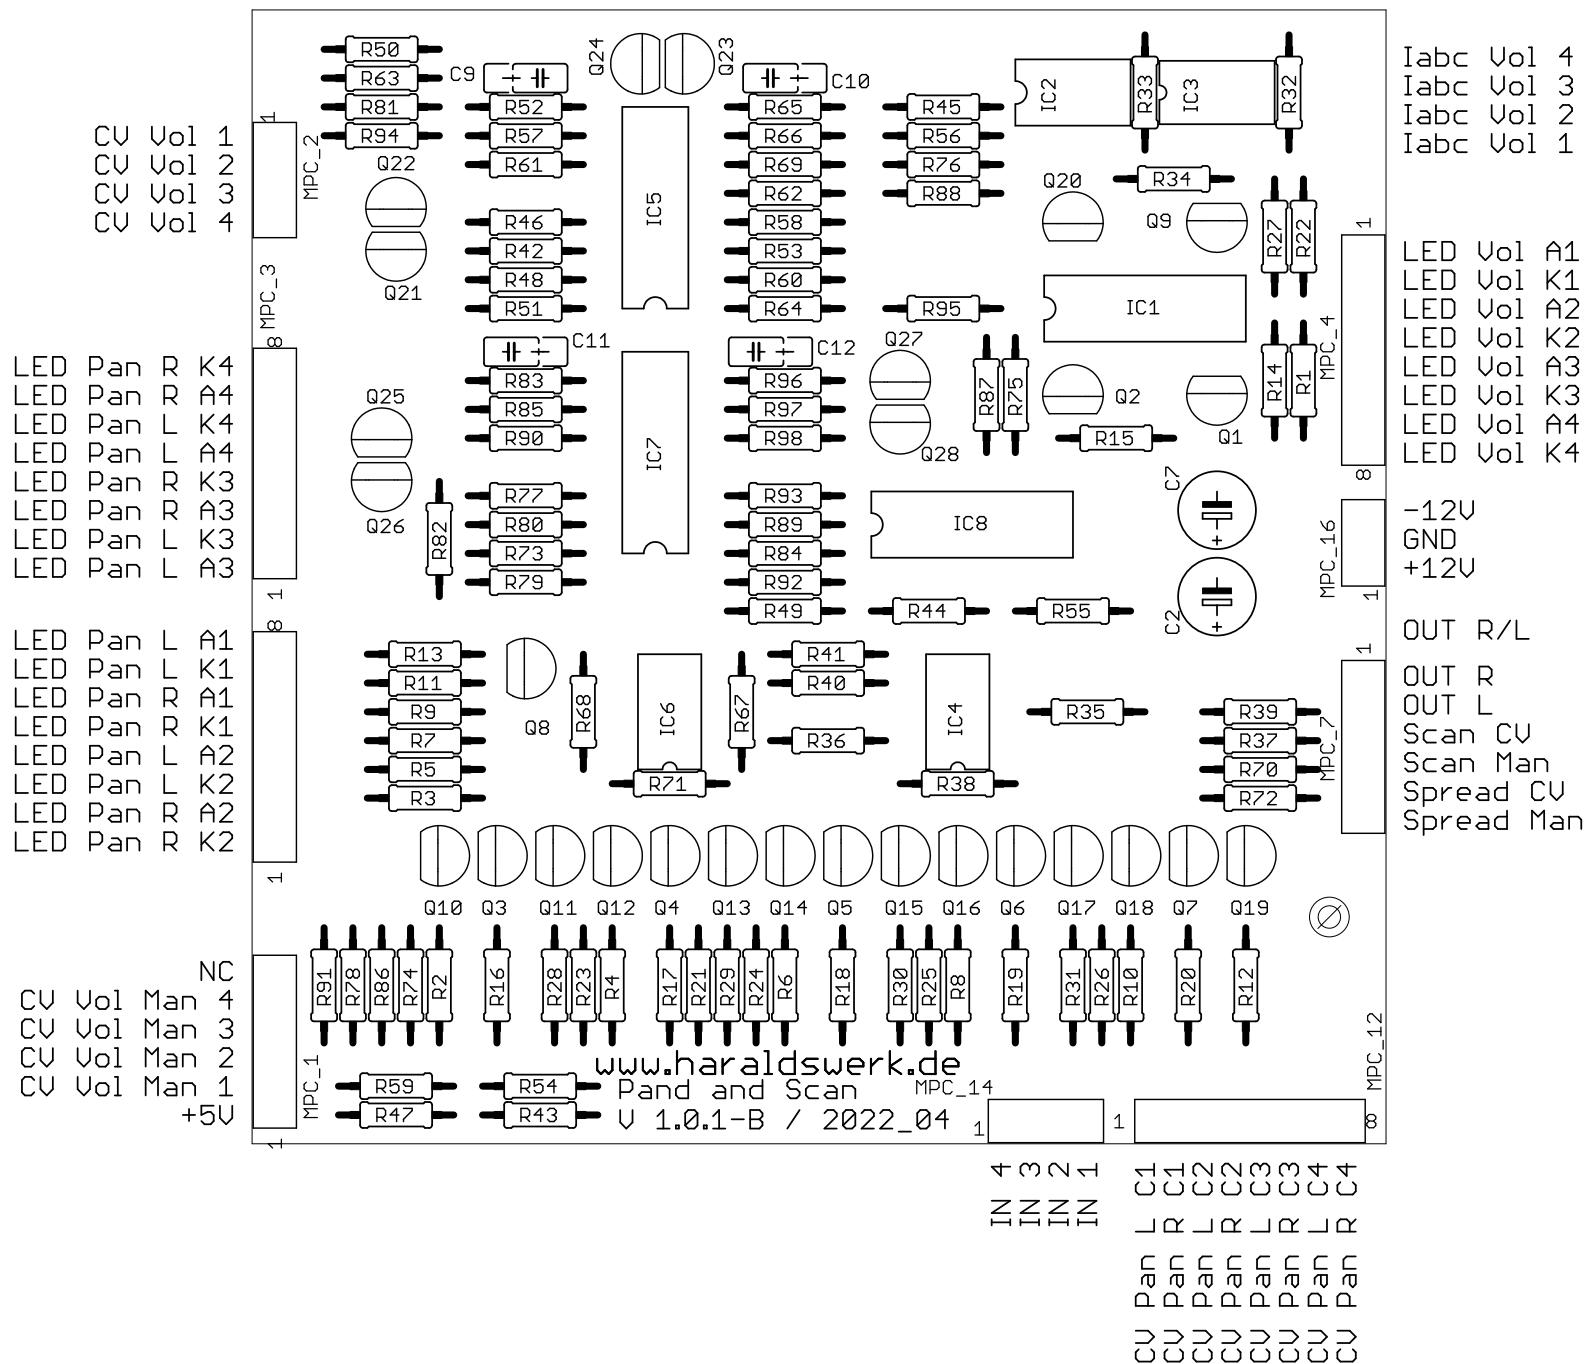 R50
R63
R81
R94
C9
R52
R57
R61
Q24
Q23
C10
R65
R66
R69
R62
R58
R53
R60
R64
R45
R56
R76
R88
IC2
R33
IC3
R32
Iabc Vol 4
Iabc Vol 3
Iabc Vol 2
Iabc Vol 1
1
CV Vol 1
CV Vol 2
CV Vol 3
CV Vol 4
MPC_2
Q22
Q21
R46
R42
R48
R51
IC5
R34
Q20
Q9
R27
R22
1
MPC_3
8
IC1
R95
MPC_4
LED Vol A1
LED Vol K1
LED Vol A2
LED Vol K2
LED Vol A3
LED Vol K3
LED Vol A4
LED Vol K4
8
LED Pan R K4
LED Pan R A4
LED Pan L K4
LED Pan L A4
LED Pan R K3
LED Pan R A3
LED Pan L K3
LED Pan L A3
1
Q25
Q26
R82
C11
R83
R85
R90
R77
R80
R73
R79
IC7
C12
R96
R97
R98
R93
R89
R84
R92
R49
Q27
Q28
R87
R75
Q2
R14
R1
Q1
R15
IC8
C7
C2
-12V
GND
+12V
MPC_16
1
R44
R55
8
LED Pan L A1
LED Pan L K1
LED Pan R A1
LED Pan R K1
LED Pan L A2
LED Pan L K2
LED Pan R A2
LED Pan R K2
1
R13
R11
R9
R7
R5
R3
Q8
R68
IC6
R67
R71
R41
R40
R36
IC4
R38
R35
R39
R37
R70
R72
1
MPC_7
OUT R/L
OUT R
OUT L
Scan CV
Scan Man
Spread CV
Spread Man
Q10 Q3 Q11 Q12 Q4 Q13 Q14 Q5 Q15 Q16 Q6 Q17 Q18 Q7 Q19
R91 R78 R86 R74 R2 R16 R28 R23 R4 R17 R21 R29 R24 R6 R18 R30 R25 R8 R19 R31 R26 R10 R20 R12
NC
CV Vol Man 4
CV Vol Man 3
CV Vol Man 2
CV Vol Man 1
+5V
MPC_1
1
R59
R47
R54
R43
www.haraldswerk.de
Pand and Scan
V 1.0.1-B / 2022_04
MPC_14
1
1
8
MPC_12
IN 4
IN 3
IN 2
IN 1
CV Pan L C1
CV Pan R C1
CV Pan L C2
CV Pan R C2
CV Pan L C3
CV Pan R C3
CV Pan L C4
CV Pan R C4